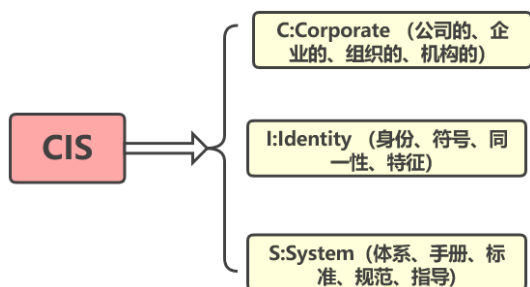 CIS
C:Corporate （公司的、企
业的、组织的、机构的）
I:Identity （身份、符号、同
一性、特征）
S:System（体系、手册、标
准、规范、指导）